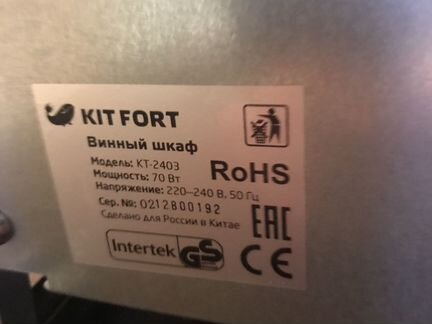 KITFORT
Винный шкаф
Модель: КТ-2403
Мощность: 70 Вт
Напряжение: 220–240 В, 50 Гц
Сер. №: 0212800192
Сделано для России в Китае
RoHS
Intertek GS
EAC
CE